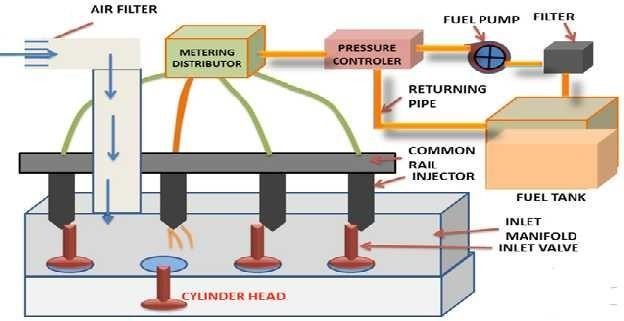 AIR FILTER
FUEL PUMP
FILTER
METERING
DISTRIBUTOR
PRESSURE
CONTROLER
RETURNING
PIPE
COMMON
RAIL
INJECTOR
FUEL TANK
INLET
MANIFOLD
INLET VALVE
CYLINDER HEAD